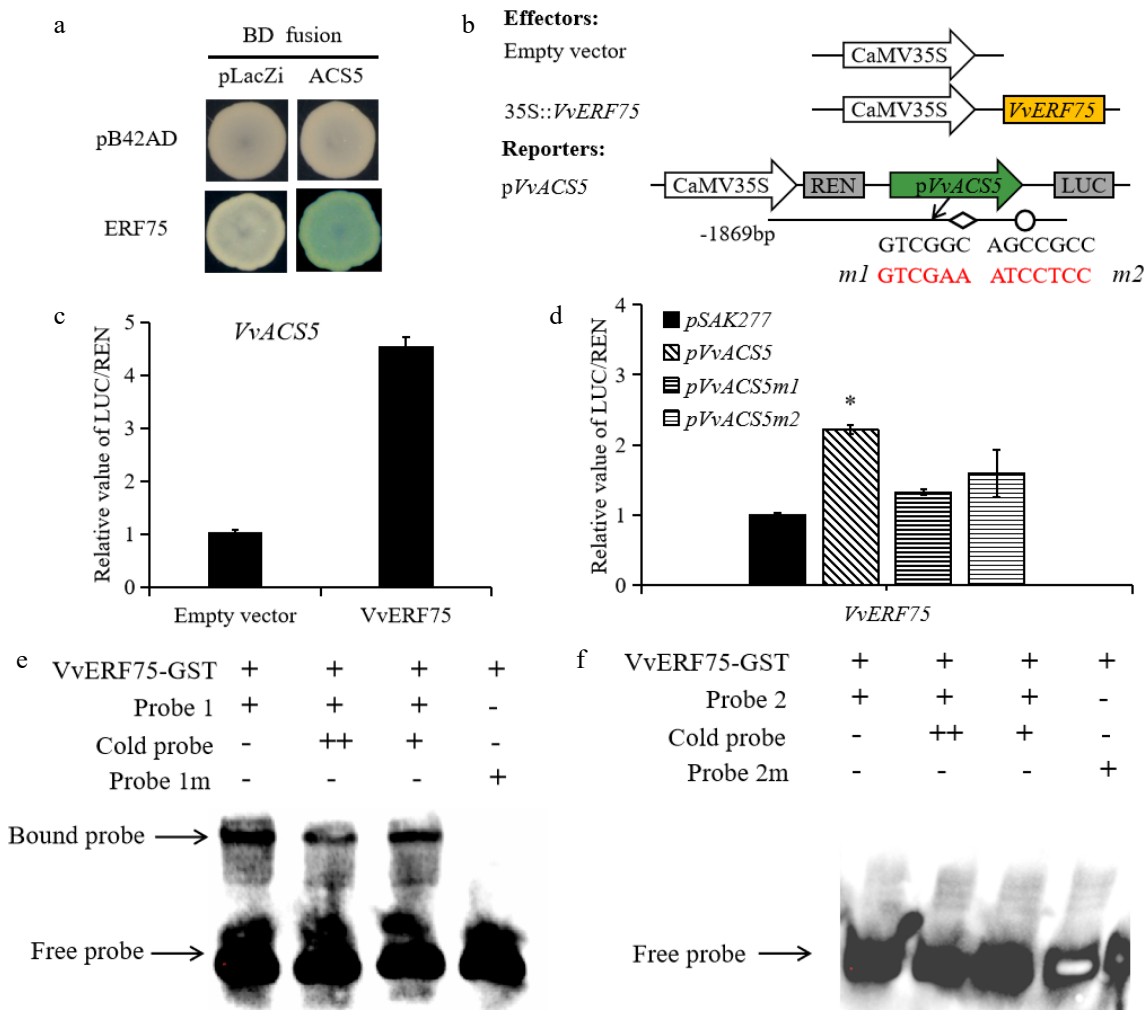 a
BD fusion
pLacZi ACS5
pB42AD
ERF75
b
Effectors:
Empty vector
CaMV35S
35S::VvERF75
CaMV35S VvERF75
Reporters:
pVvACS5
CaMV35S REN pVvACS5 LUC
-1869bp
GTCGGC AGCCGCC
m1 GTCGAA ATCCTCC m2
c
VvACS5
Relative value of LUC/REN
5
4
3
2
1
0
Empty vector VvERF75
d
Relative value of LUC/REN
4
3
2
1
0
pSAK277
pVvACS5
pVvACS5m1
pVvACS5m2
*
VvERF75
e
VvERF75-GST + + + +
Probe 1 + + + -
Cold probe - ++ + -
Probe 1m - - - +
Bound probe
Free probe
f
VvERF75-GST + + + +
Probe 2 + + + -
Cold probe - ++ + -
Probe 2m - - - +
Free probe